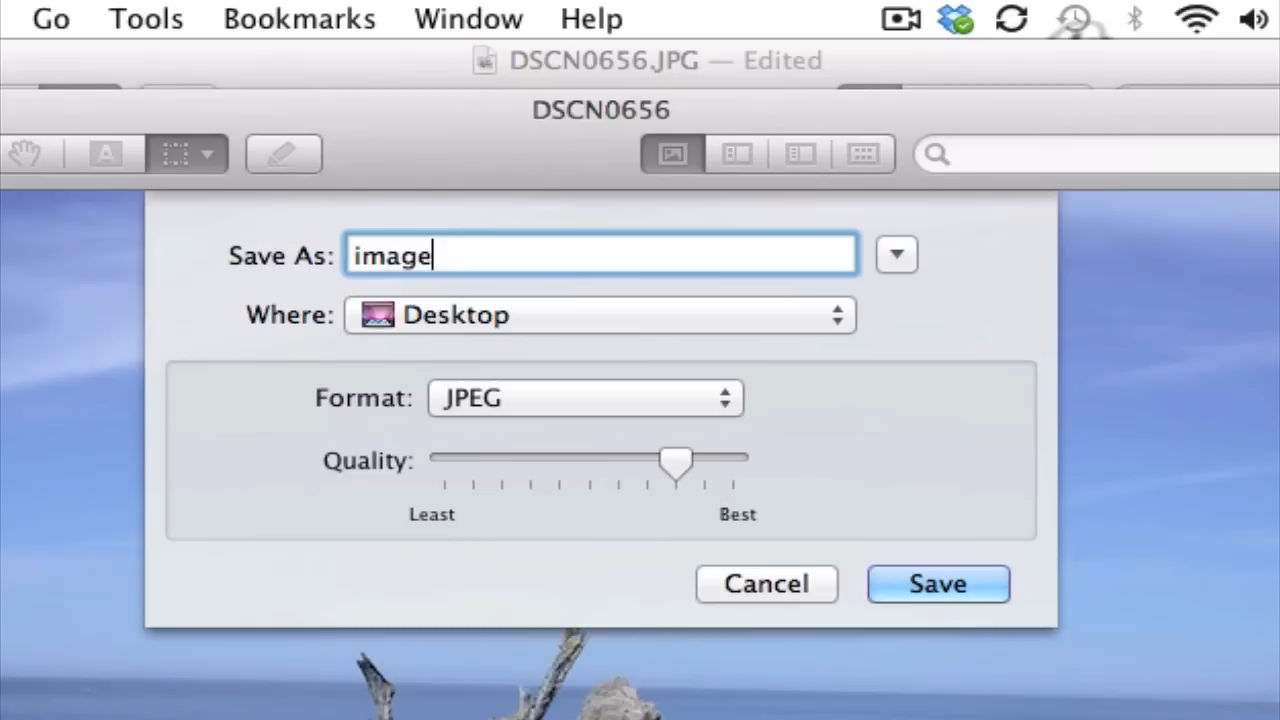 Go Tools Bookmarks Window Help
DSCN0656.JPG — Edited
DSCN0656
A
Save As: image
Where: Desktop
Format: JPEG
Quality:
Least Best
Cancel Save